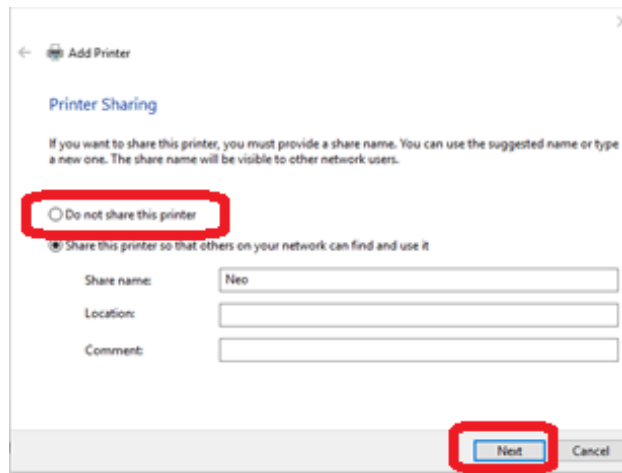 Add Printer
Printer Sharing
If you want to share this printer, you must provide a share name. You can use the suggested name or type
a new one. The share name will be visible to other network users.
Do not share this printer
Share this printer so that others on your network can find and use it
Share name: Neo
Location:
Comment:
Next Cancel